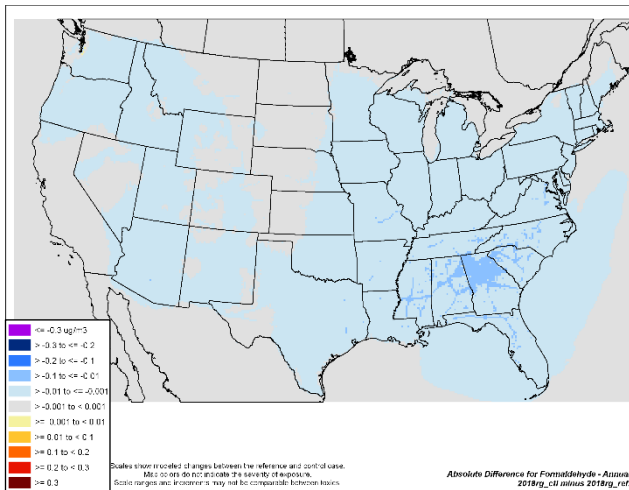 <= -0.3 ug/m3
> -0.3 to <= -0.2
> -0.2 to <= -0.1
> -0.1 to <= -0.01
> -0.01 to <= -0.001
> -0.001 to < 0.001
>= 0.001 to < 0.01
>= 0.01 to < 0.1
>= 0.1 to < 0.2
>= 0.2 to < 0.3
>= 0.3
Scales show modeled changes between the reference and control case.
Map colors do not indicate the severity of exposure.
Scale ranges and increments may not be comparable between toxics
Absolute Difference for Formaldehyde - Annua
2018rg_ctl minus 2018rg_ref